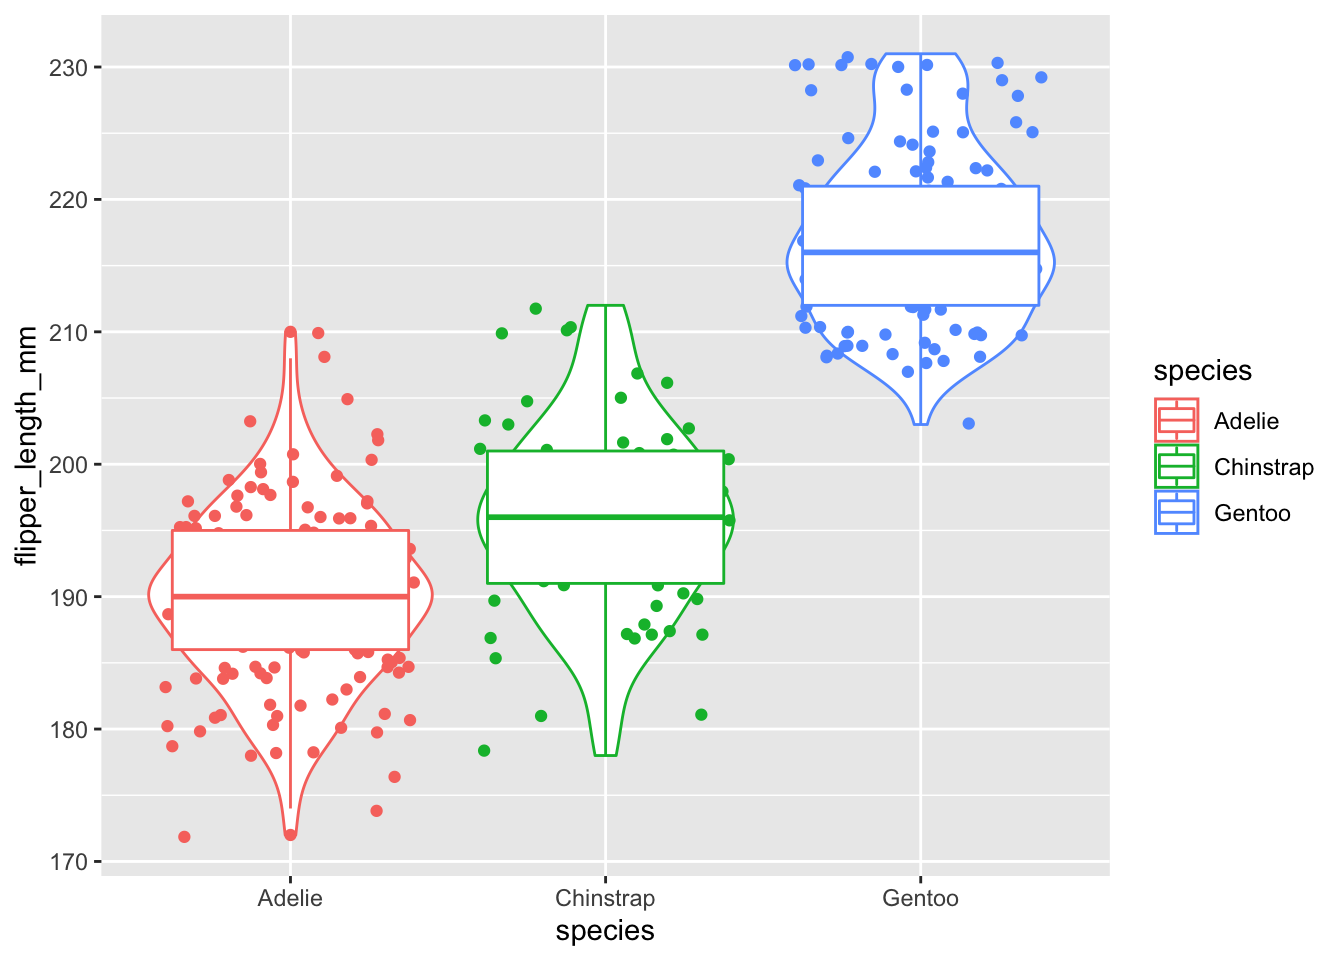 flipper_length_mm
230
220
210
200
190
180
170
Adelie
Chinstrap
Gentoo
species
species
Adelie
Chinstrap
Gentoo